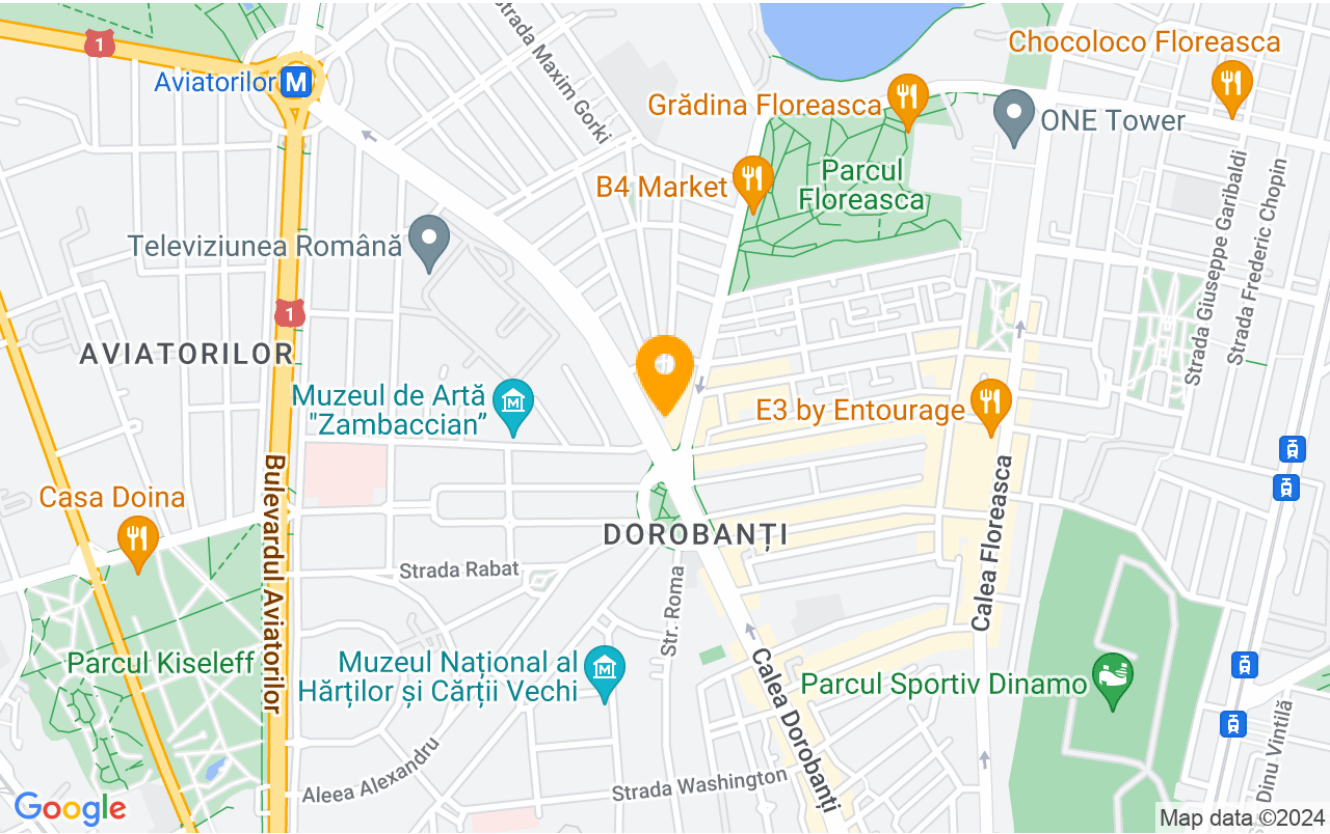 Strada Maxim Gorki
1
Chocoloco Floreasca
Aviatorilor M
Grădina Floreasca
ONE Tower
Parcul
Floreasca
B4 Market
Strada Giuseppe Garibaldi
Strada Frederic Chopin
Televiziunea Română
1
AVIATORILOR
Muzeul de Artă
"Zambaccian”
M
E3 by Entourage
Casa Doina
Bulevardul Aviatorilor
DOROBANȚI
Calea Floreasca
Strada Rabat
Str. Roma
Parcul Kiseleff
Muzeul Național al
Hărților și Cărții Vechi
M
Calea Dorobanți
Parcul Sportiv Dinamo
Dinu Vintilă
Aleea Alexandru
Strada Washington
Google
Map data ©2024